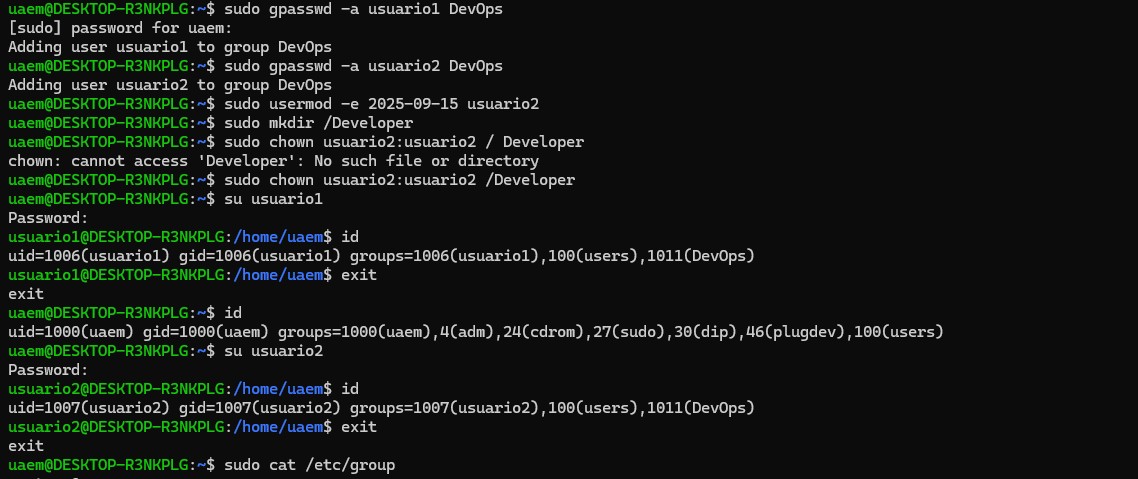 uaem@DESKTOP-R3NKPLG:~$ sudo gpasswd -a usuario1 DevOps
[sudo] password for uaem:
Adding user usuario1 to group DevOps
uaem@DESKTOP-R3NKPLG:~$ sudo gpasswd -a usuario2 DevOps
Adding user usuario2 to group DevOps
uaem@DESKTOP-R3NKPLG:~$ sudo usermod -e 2025-09-15 usuario2
uaem@DESKTOP-R3NKPLG:~$ sudo mkdir /Developer
uaem@DESKTOP-R3NKPLG:~$ sudo chown usuario2:usuario2 / Developer
chown: cannot access 'Developer': No such file or directory
uaem@DESKTOP-R3NKPLG:~$ sudo chown usuario2:usuario2 /Developer
uaem@DESKTOP-R3NKPLG:~$ su usuario1
Password:
usuario1@DESKTOP-R3NKPLG:/home/uaem$ id
uid=1006(usuario1) gid=1006(usuario1) groups=1006(usuario1),100(users),1011(DevOps)
usuario1@DESKTOP-R3NKPLG:/home/uaem$ exit
exit
uaem@DESKTOP-R3NKPLG:~$ id
uid=1000(uaem) gid=1000(uaem) groups=1000(uaem),4(adm),24(cdrom),27(sudo),30(dip),46(plugdev),100(users)
uaem@DESKTOP-R3NKPLG:~$ su usuario2
Password:
usuario2@DESKTOP-R3NKPLG:/home/uaem$ id
uid=1007(usuario2) gid=1007(usuario2) groups=1007(usuario2),100(users),1011(DevOps)
usuario2@DESKTOP-R3NKPLG:/home/uaem$ exit
exit
uaem@DESKTOP-R3NKPLG:~$ sudo cat /etc/group